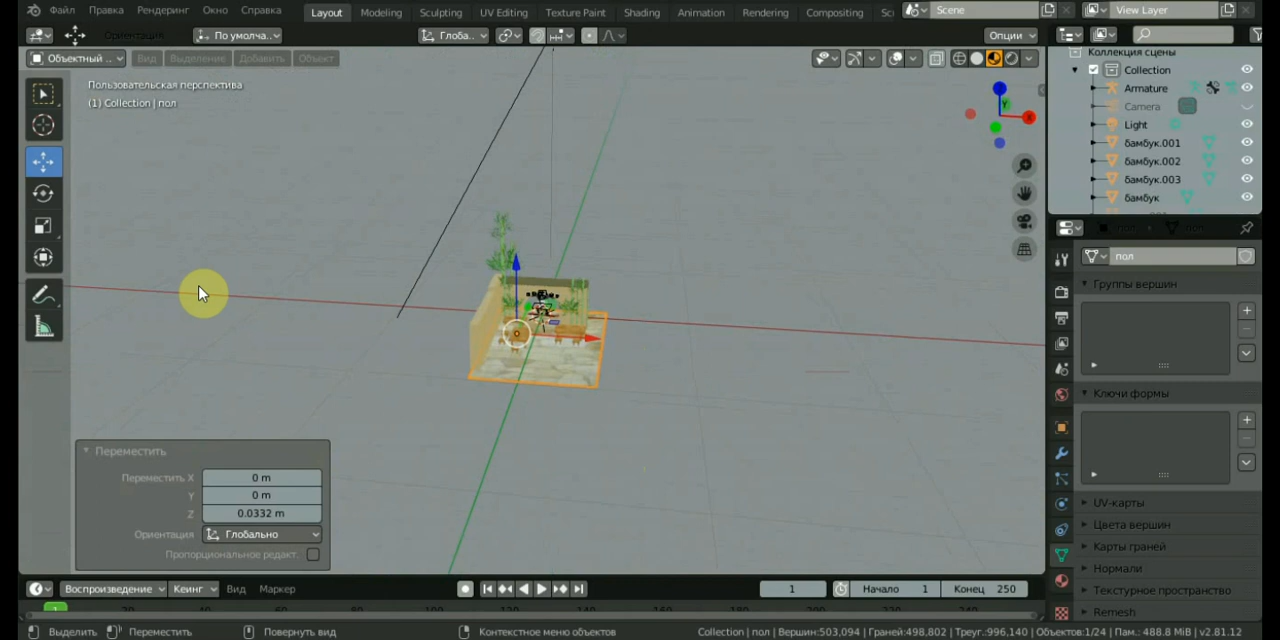 Файл Правка Рендеринг Окно Справка Layout Modeling Sculpting UV Editing Texture Paint Shading Animation Rendering Compositing Sc Scene View Layer
Ориентация: По умолча.. Глоба.. Опции
Объектный .. Вид Выделение Добавить Объект
Пользовательская перспектива
(1) Collection | пол
Коллекция сцены
Collection
Armature
Camera
Light
бамбук.001
бамбук.002
бамбук.003
бамбук
пол
Группы вершин
Ключи формы
UV-карты
Цвета вершин
Карты граней
Нормали
Текстурное пространство
Remesh
Переместить
Переместить X 0 m
Y 0 m
Z 0.0332 m
Ориентация Глобально
Пропорциональное редакт.
Воспроизведение Кеинг Вид Маркер 1 Начало 1 Конец 250
1
Выделить Переместить Повернуть вид Контекстное меню объектов Collection | пол | Вершин:503,094 | Граней:498,802 | Треуг.:996,140 | Объектов:1/24 | Пам.: 488.8 MiB | v2.81.12